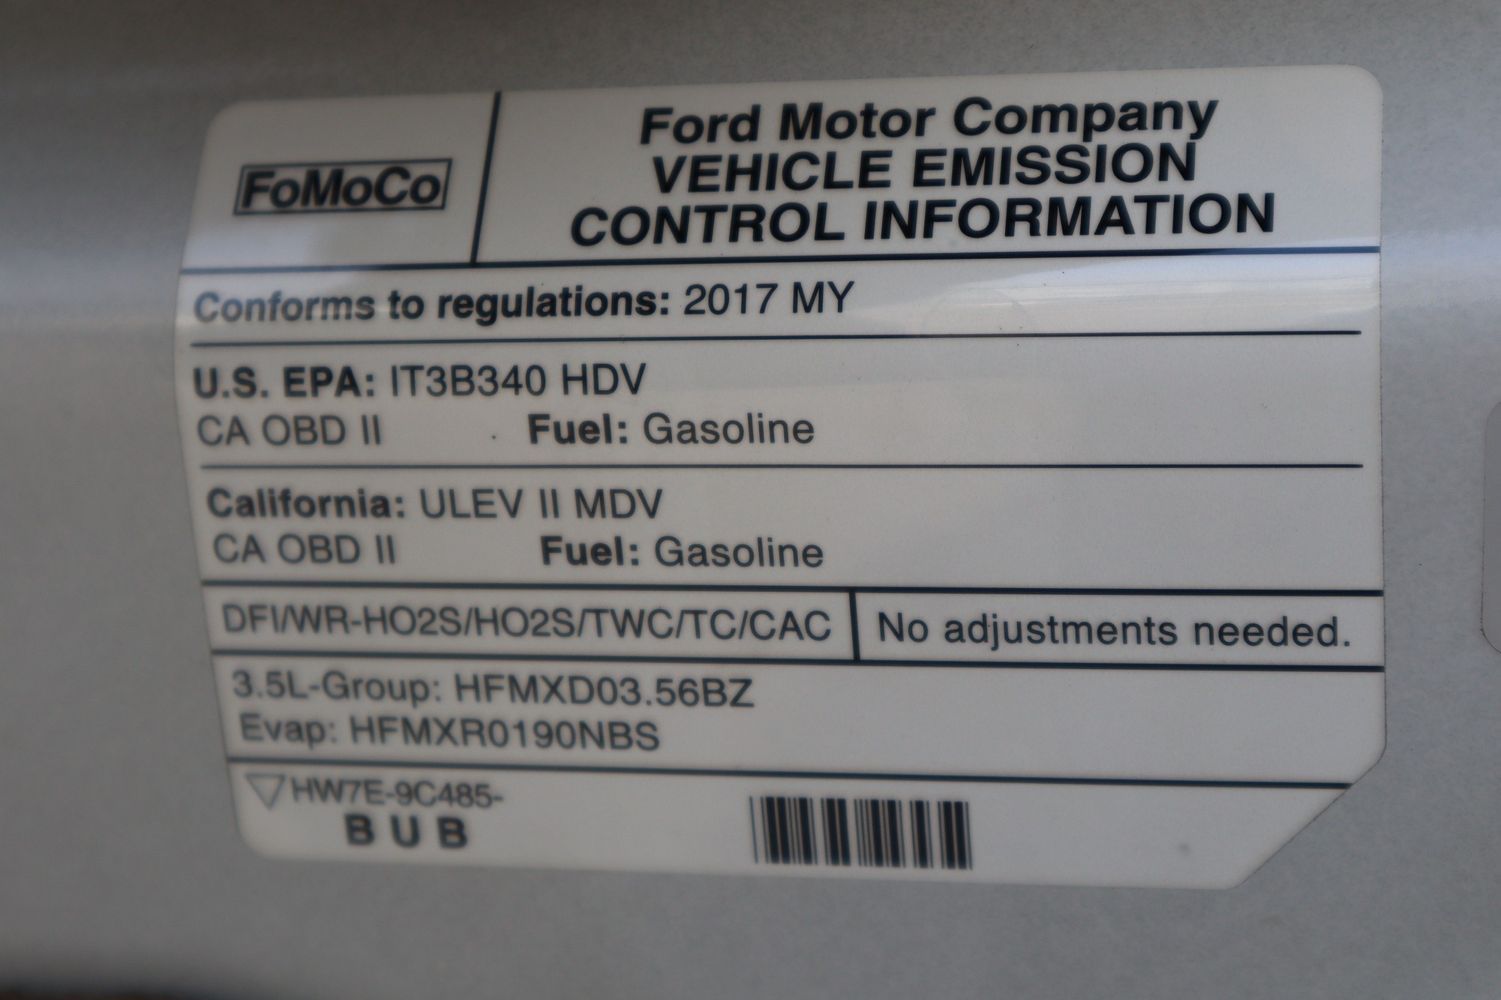 FoMoCo
Ford Motor Company
VEHICLE EMISSION
CONTROL INFORMATION
Conforms to regulations: 2017 MY
U.S. EPA: IT3B340 HDV
CA OBD II Fuel: Gasoline
California: ULEV II MDV
CA OBD II Fuel: Gasoline
DFI/WR-HO2S/HO2S/TWC/TC/CAC
No adjustments needed.
3.5L-Group: HFMXD03.56BZ
Evap: HFMXR0190NBS
HW7E-9C485-
B U B